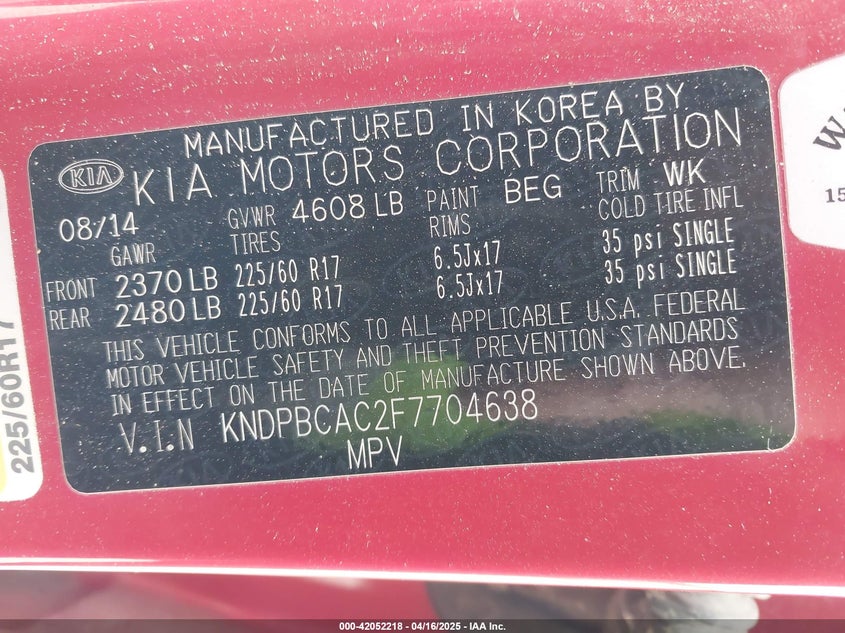 MANUFACTURED IN KOREA BY
KIA KIA MOTORS CORPORATION
08/14 GVWR 4608 LB PAINT BEG TRIM WK
GAWR TIRES RIMS COLD TIRE INFL
FRONT 2370 LB 225/60 R17 6.5Jx17 35 psi SINGLE
REAR 2480 LB 225/60 R17 6.5Jx17 35 psi SINGLE
THIS VEHICLE CONFORMS TO ALL APPLICABLE U.S.A. FEDERAL
MOTOR VEHICLE SAFETY AND THEFT PREVENTION STANDARDS
IN EFFECT ON THE DATE OF MANUFACTURE SHOWN ABOVE.
V.I.N KNDPBCAC2F7704638
MPV
225/60R17
15
000-42052218 - 04/16/2025 - IAA Inc.